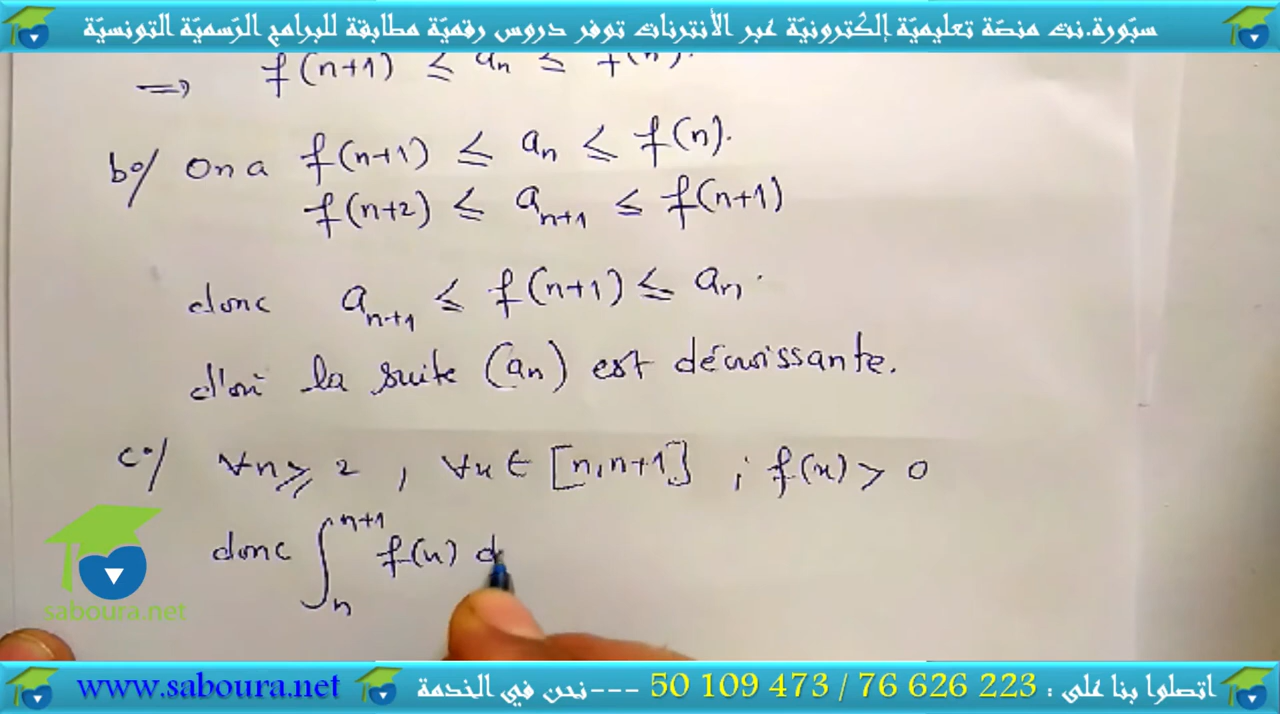 سبّورة.نت منصّة تعليميّة إلكترونيّة عبر الأنترنات توفر دروس رقميّة مطابقة للبرامج الرّسميّة التونسيّة
=> f(n+1) ≤ an ≤ f(n).
b°/ On a f(n+1) ≤ an ≤ f(n).
f(n+2) ≤ an+1 ≤ f(n+1)
donc an+1 ≤ f(n+1) ≤ an.
d'où la suite (an) est décroissante.
c°/ ∀n ≥ 2, ∀x ∈ [n,n+1] ; f(x) > 0
donc ∫n^n+1 f(x) d
saboura.net
www.saboura.net اتصلوا بنا على : 50 109 473 / 76 626 223 ---نحن في الخدمة